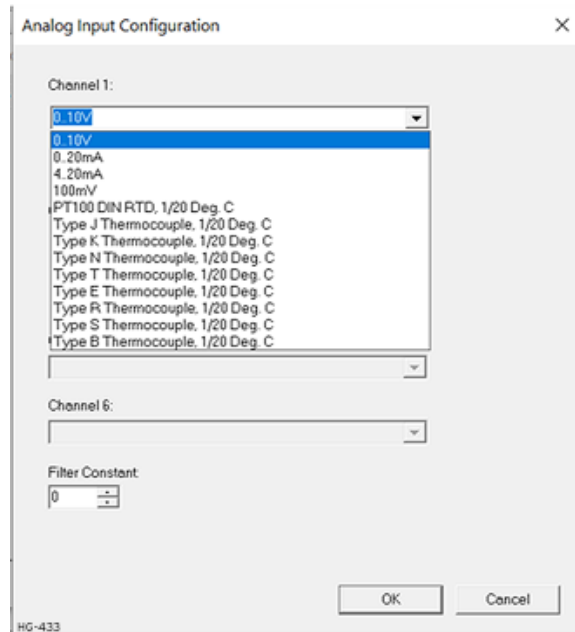 Analog Input Configuration
Channel 1:
0..10V
0..10V
0..20mA
4..20mA
100mV
PT100 DIN RTD, 1/20 Deg. C
Type J Thermocouple, 1/20 Deg. C
Type K Thermocouple, 1/20 Deg. C
Type N Thermocouple, 1/20 Deg. C
Type T Thermocouple, 1/20 Deg. C
Type E Thermocouple, 1/20 Deg. C
Type R Thermocouple, 1/20 Deg. C
Type S Thermocouple, 1/20 Deg. C
Type B Thermocouple, 1/20 Deg. C
Channel 6:
Filter Constant:
0
OK Cancel
HG-433